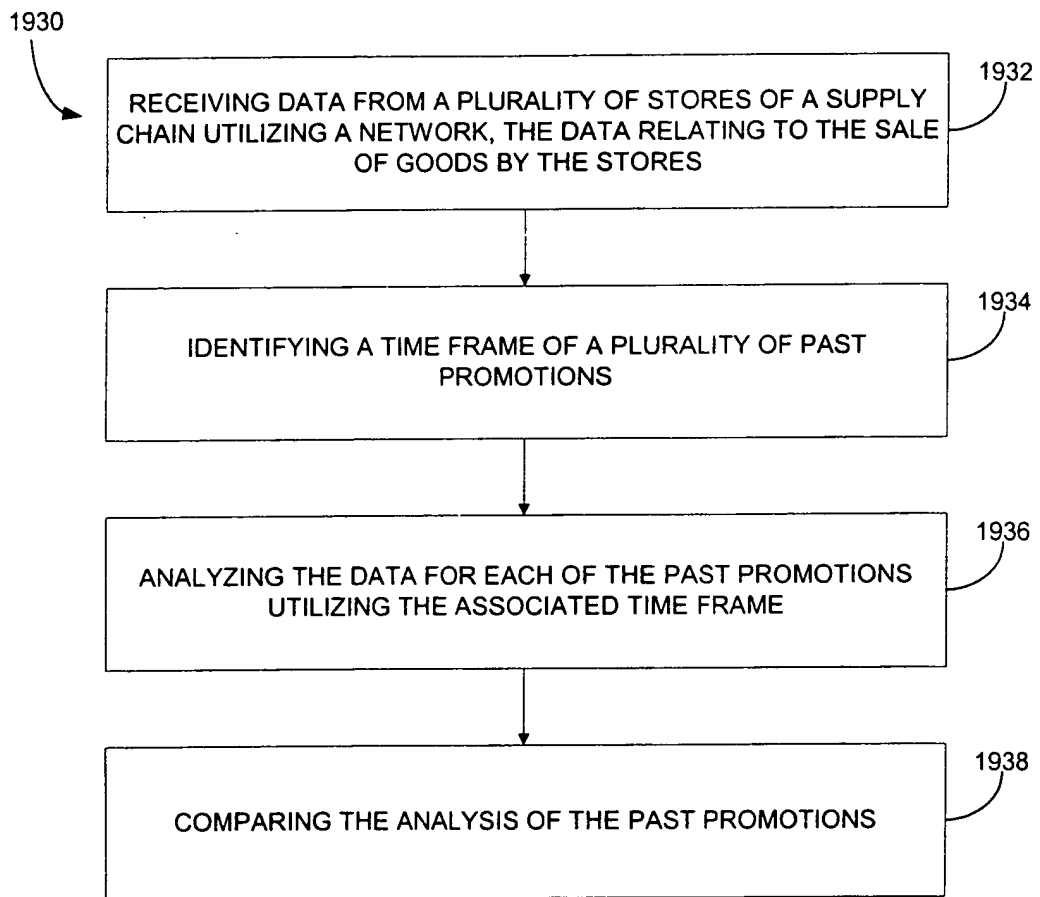 1930
1932
RECEIVING DATA FROM A PLURALITY OF STORES OF A SUPPLY
CHAIN UTILIZING A NETWORK, THE DATA RELATING TO THE SALE
OF GOODS BY THE STORES
1934
IDENTIFYING A TIME FRAME OF A PLURALITY OF PAST
PROMOTIONS
1936
ANALYZING THE DATA FOR EACH OF THE PAST PROMOTIONS
UTILIZING THE ASSOCIATED TIME FRAME
1938
COMPARING THE ANALYSIS OF THE PAST PROMOTIONS